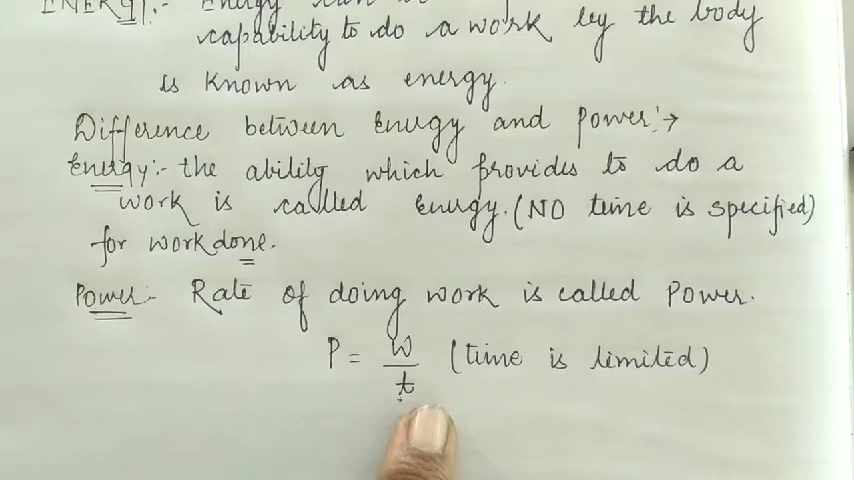 ENERGY:- Energy
capability to do a work by the body
is known as energy.
Difference between Energy and Power:→
Energy:- the ability which provides to do a
work is called Energy. (NO time is specified)
for work done.
Power:- Rate of doing work is called Power.
P = W/t (time is limited)